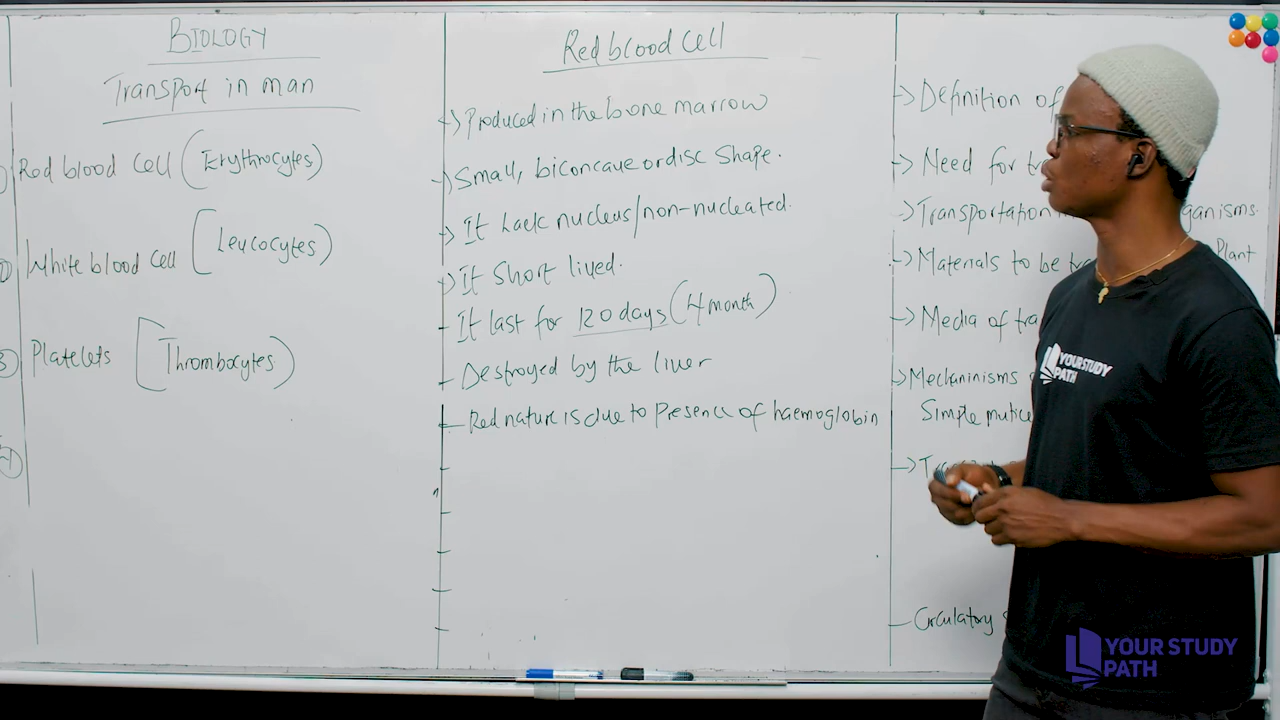 BIOLOGY
Transport in man
Red blood cell (Erythrocytes)
White blood cell [Leucocytes)
3 Platelets [Thrombocytes)
4
Red blood cell
-> Produced in the bone marrow
-> Small, biconcave or disc shape.
-> It Lack nucleus/non-nucleated.
-> It short lived.
- It last for 120 days (4 month)
- Destroyed by the liver
- Red nature is due to presence of haemoglobin
-> Definition of
-> Need for
-> Transportation
-> Materials to be Plant
-> Media of
-> Mechaninisms
Simple
- Circulatory
YOUR STUDY
PATH
YOUR STUDY
PATH